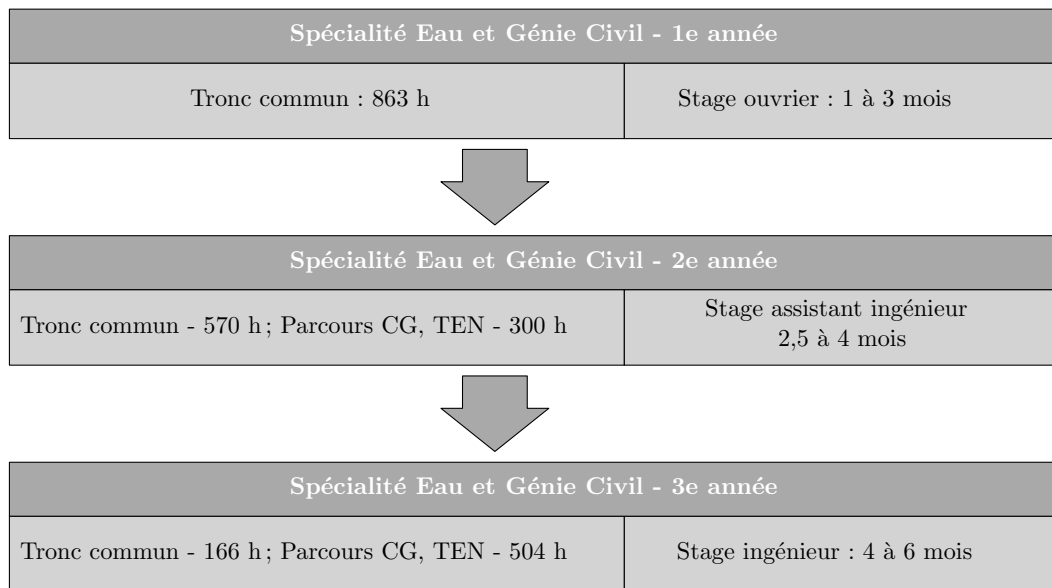 Spécialité Eau et Génie Civil - 1e année
Tronc commun : 863 h
Stage ouvrier : 1 à 3 mois
Spécialité Eau et Génie Civil - 2e année
Tronc commun - 570 h ; Parcours CG, TEN - 300 h
Stage assistant ingénieur
2,5 à 4 mois
Spécialité Eau et Génie Civil - 3e année
Tronc commun - 166 h ; Parcours CG, TEN - 504 h
Stage ingénieur : 4 à 6 mois